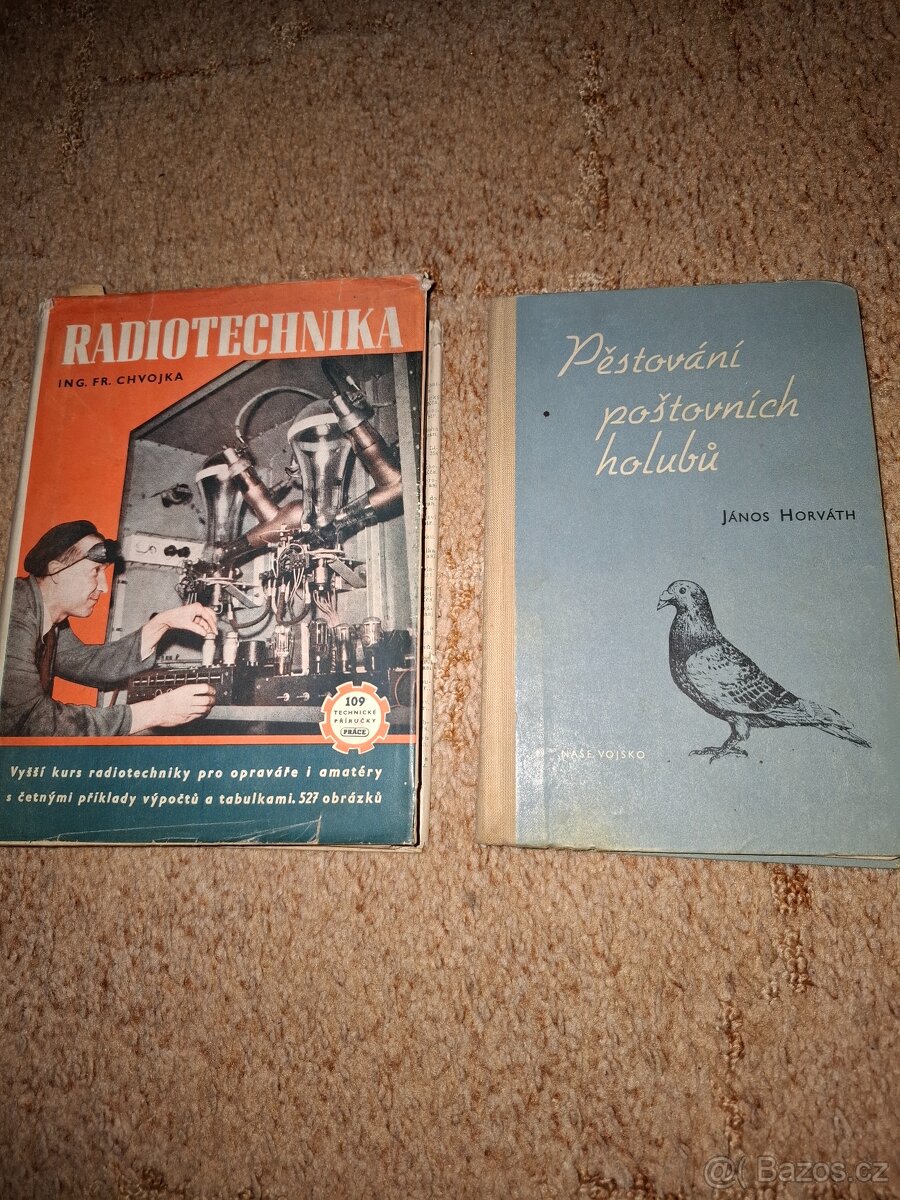 RADIOTECHNIKA
ING. FR. CHVOJKA
109
TECHNICKÉ
PŘÍRUČKY
PRÁCE
Vyšší kurs radiotechniky pro opraváře i amatéry
s četnými příklady výpočtů a tabulkami. 527 obrázků
Pěstování
poštovních
holubů
JÁNOS HORVÁTH
NAŠE VOJSKO
@ Bazos.cz